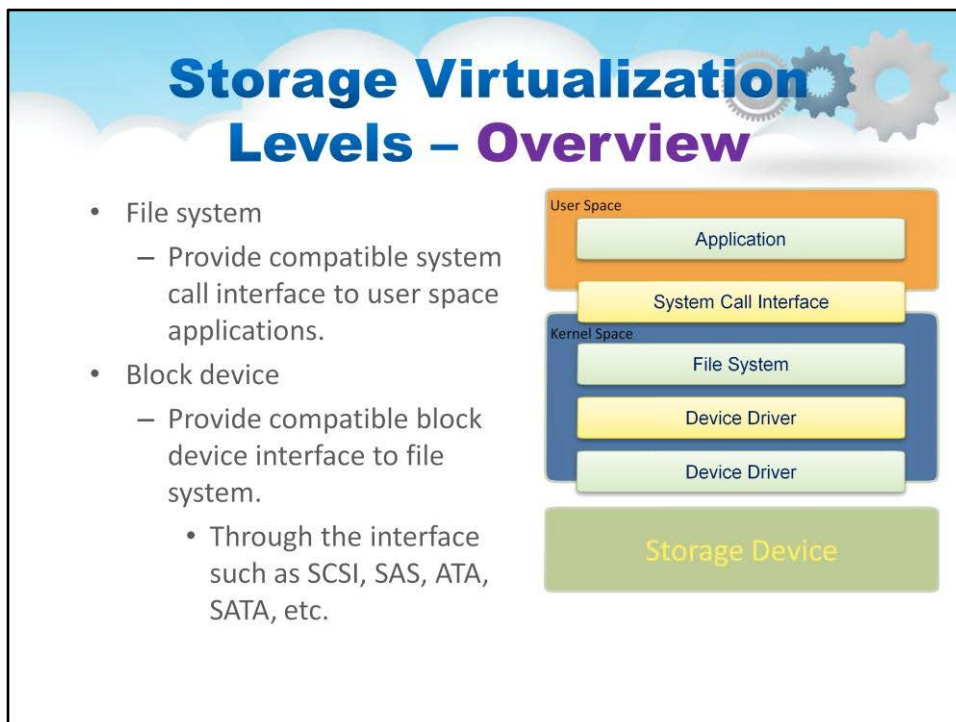 Storage Virtualization
Levels – Overview
• File system
– Provide compatible system
call interface to user space
applications.
• Block device
– Provide compatible block
device interface to file
system.
• Through the interface
such as SCSI, SAS, ATA,
SATA, etc.
User Space
Application
System Call Interface
Kernel Space
File System
Device Driver
Device Driver
Storage Device